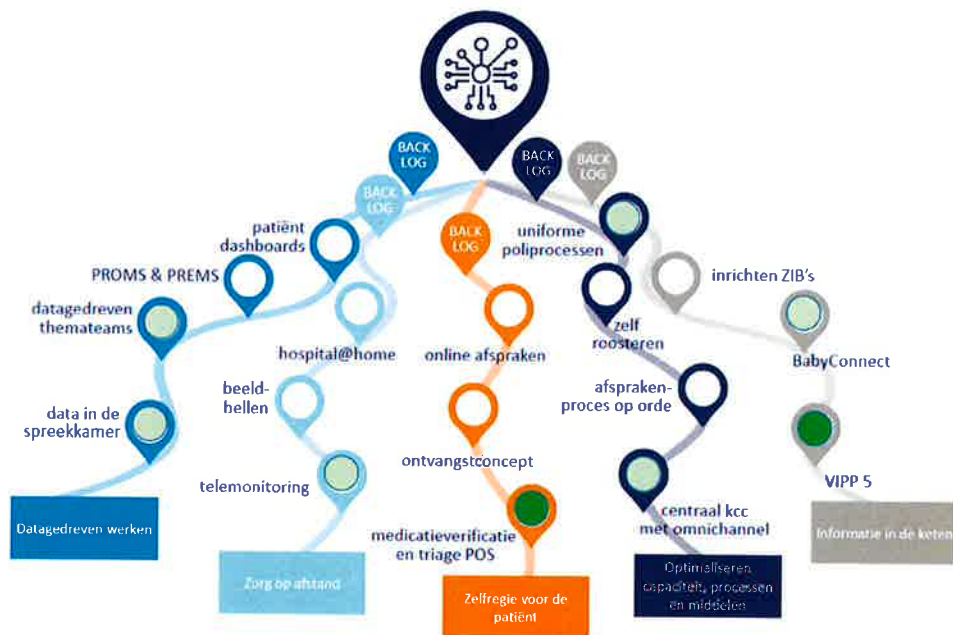 BACK
LOG
BACK
LOG
BACK
LOG
BACK
LOG
BACK
LOG
patiënt
dashboards
PROMS & PREMS
datagedreven
themateams
data in de
spreekkamer
Datagedreven werken
hospital@home
beeld-
bellen
telemonitoring
Zorg op afstand
online afspraken
ontvangstconcept
medicatieverificatie
en triage POS
Zelfregie voor de
patiënt
uniforme
poliprocessen
zelf
roosteren
afspraken-
proces op orde
centraal kcc
met omnichannel
Optimaliseren
capaciteit, processen
en middelen
inrichten ZIB's
BabyConnect
VIPP 5
Informatie in de keten